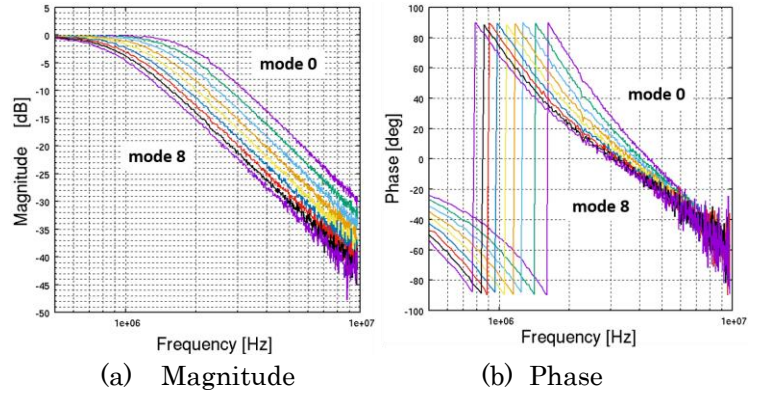 5
0
-5
-10
-15
-20
-25
-30
-35
-40
-45
-50
Magnitude [dB]
mode 0
mode 8
1e+06
1e+07
Frequency [Hz]
(a) Magnitude
100
80
60
40
20
0
-20
-40
-60
-80
-100
Phase [deg]
mode 0
mode 8
1e+06
1e+07
Frequency [Hz]
(b) Phase